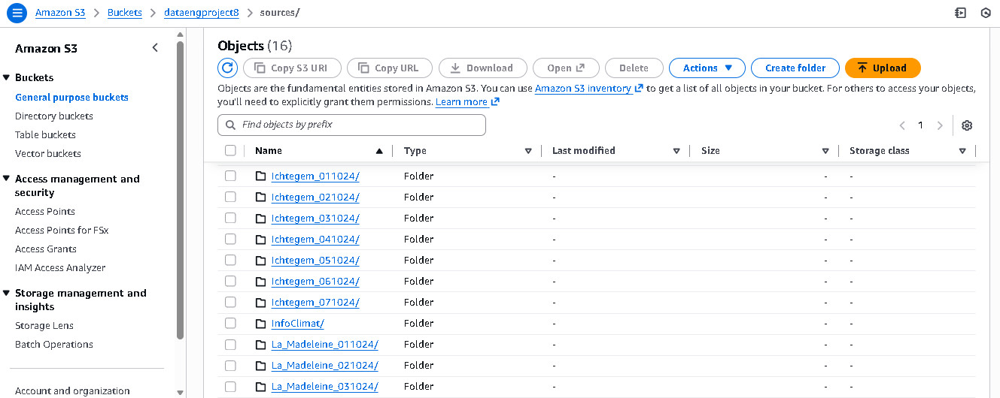 Amazon S3 > Buckets > dataengproject8 > sources/
Amazon S3
Buckets
General purpose buckets
Directory buckets
Table buckets
Vector buckets
Access management and
security
Access Points
Access Points for FSx
Access Grants
IAM Access Analyzer
Storage management and
insights
Storage Lens
Batch Operations
Account and organization
Objects (16)
Copy S3 URI Copy URL Download Open Delete Actions Create folder Upload
Objects are the fundamental entities stored in Amazon S3. You can use Amazon S3 inventory to get a list of all objects in your bucket. For others to access your objects,
you'll need to explicitly grant them permissions. Learn more
Find objects by prefix
1
Name Type Last modified Size Storage class
Ichtegem_011024/ Folder - - -
Ichtegem_021024/ Folder - - -
Ichtegem_031024/ Folder - - -
Ichtegem_041024/ Folder - - -
Ichtegem_051024/ Folder - - -
Ichtegem_061024/ Folder - - -
Ichtegem_071024/ Folder - - -
InfoClimat/ Folder - - -
La_Madeleine_011024/ Folder - - -
La_Madeleine_021024/ Folder - - -
La_Madeleine_031024/ Folder - - -